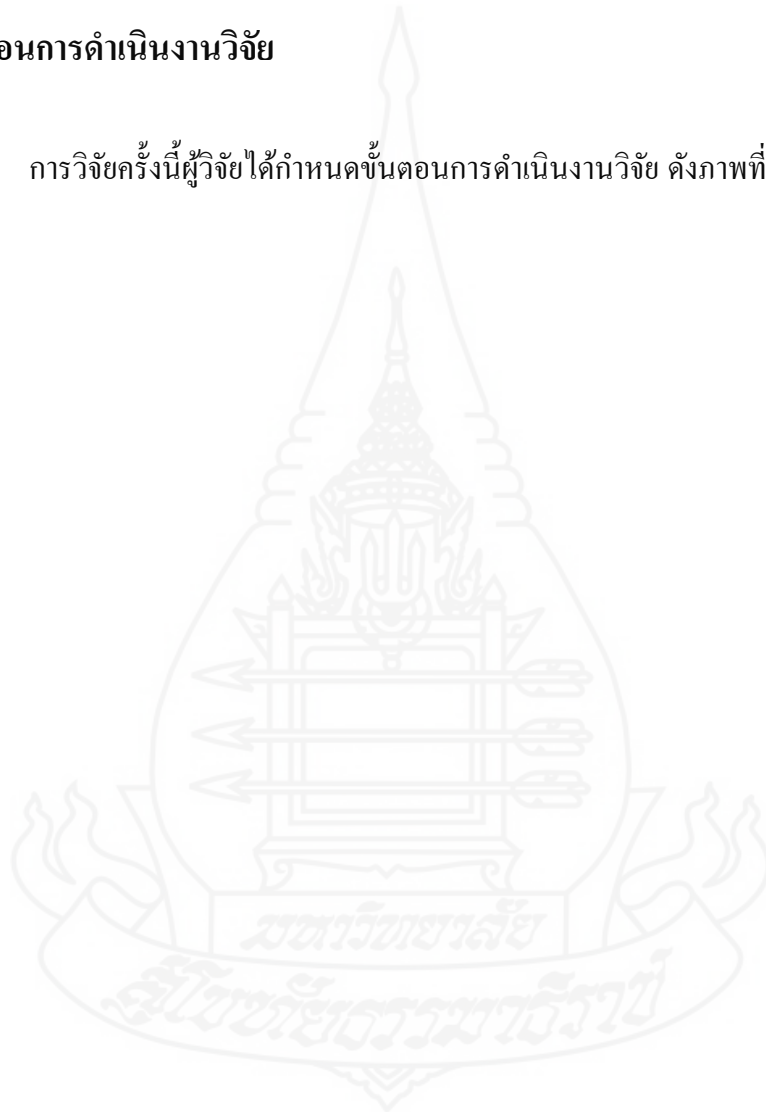 อนการดำเนินงานวิจัย
การวิจัยครั้งนี้ผู้วิจัยได้กำหนดขั้นตอนการดำเนินงานวิจัย ดังภาพที่
มหาวิทยาลัย
สุโขทัยธรรมาธิราช